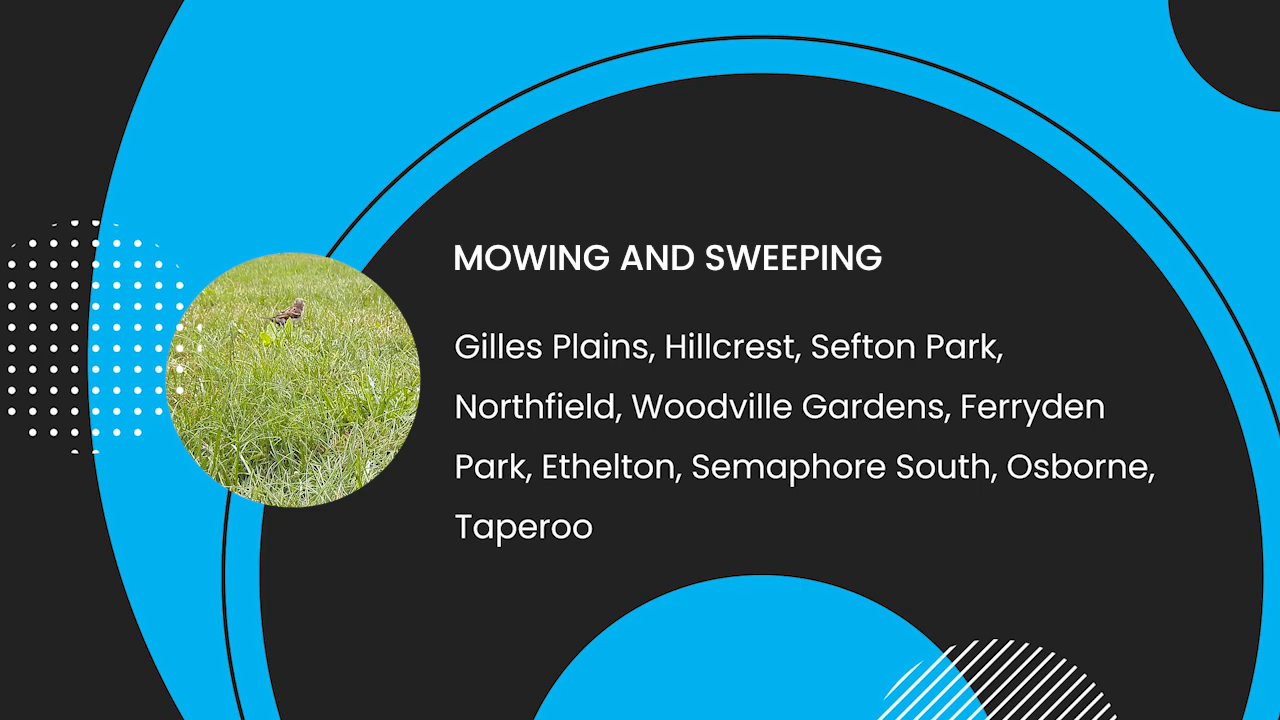 MOWING AND SWEEPING
Gilles Plains, Hillcrest, Sefton Park,
Northfield, Woodville Gardens, Ferryden
Park, Ethelton, Semaphore South, Osborne,
Taperoo